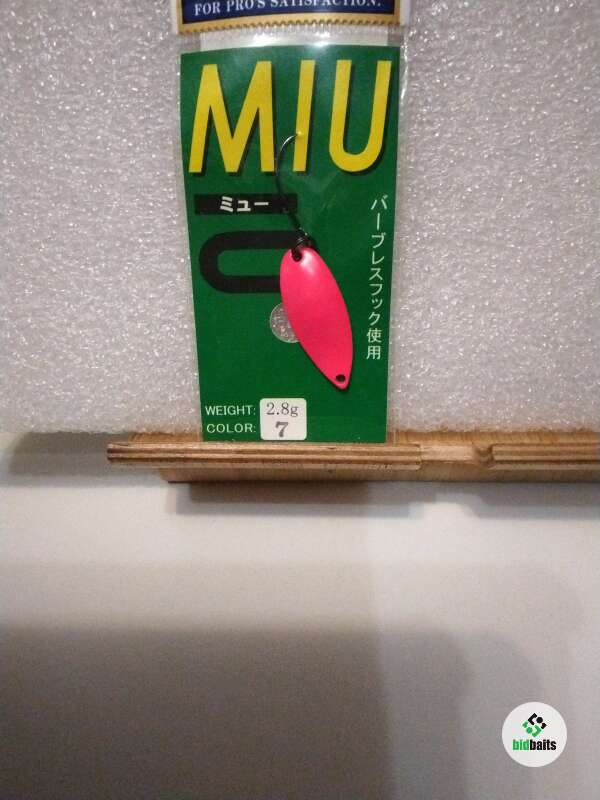 FOR PRO'S SATISFACTION.
MIU
ミュー
バーブレスフック使用
WEIGHT: 2.8g
COLOR: 7
bidbaits